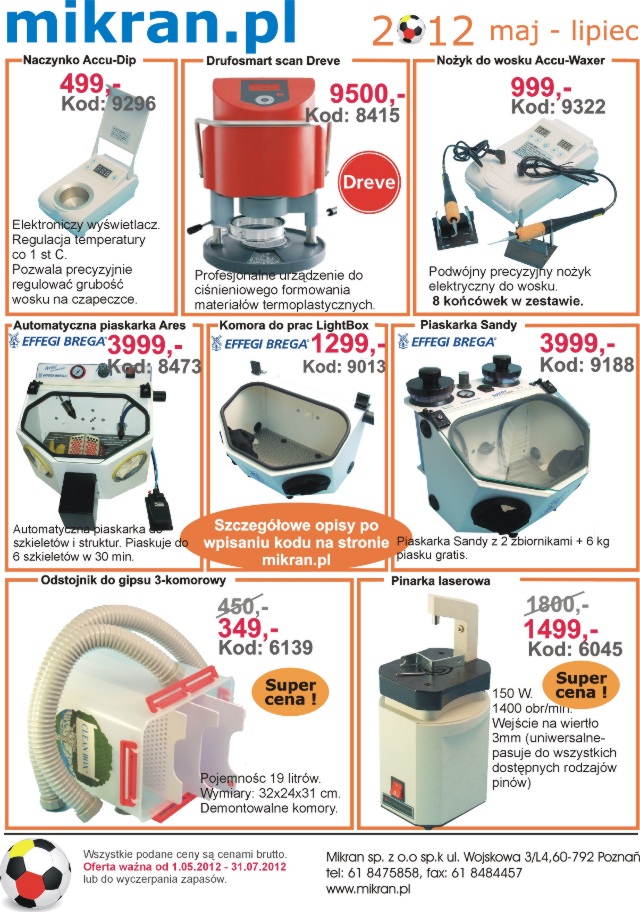 mikran.pl
2012 maj - lipiec
Naczynko Accu-Dip
499,-
Kod: 9296
Elektroniczy wyświetlacz.
Regulacja temperatury
co 1 st C.
Pozwala precyzyjnie
regulować grubość
wosku na czapeczce.
Drufosmart scan Dreve
9500,-
Kod: 8415
Dreve
Profesjonalne urządzenie do
ciśnieniowego formowania
materiałów termoplastycznych.
Nożyk do wosku Accu-Waxer
999,-
Kod: 9322
Podwójny precyzyjny nożyk
elektryczny do wosku.
8 końcówek w zestawie.
Automatyczna piaskarka Ares
EFFEGI BREGA
3999,-
Kod: 8473
EFFEGI BREGA
Automatyczna piaskarka do
szkieletów i struktur. Piaskuje do
6 szkieletów w 30 min.
Komora do prac LightBox
EFFEGI BREGA
1299,-
Kod: 9013
Piaskarka Sandy
EFFEGI BREGA
3999,-
Kod: 9188
Piaskarka Sandy z 2 zbiornikami + 6 kg
piasku gratis.
Szczegółowe opisy po
wpisaniu kodu na stronie
mikran.pl
Odstojnik do gipsu 3-komorowy
450,-
349,-
Kod: 6139
Super
cena !
CLEAN BOX
Pojemnośc 19 litrów.
Wymiary: 32x24x31 cm.
Demontowalne komory.
Pinarka laserowa
1800,-
1499,-
Kod: 6045
Super
cena !
150 W.
1400 obr/min.
Wejście na wiertło
3mm (uniwersalne-
pasuje do wszystkich
dostępnych rodzajów
pinów)
Wszystkie podane ceny są cenami brutto.
Oferta ważna od 1.05.2012 - 31.07.2012
lub do wyczerpania zapasów.
Mikran sp. z o.o sp.k ul. Wojskowa 3/L4,60-792 Poznań
tel: 61 8475858, fax: 61 8484457
www.mikran.pl